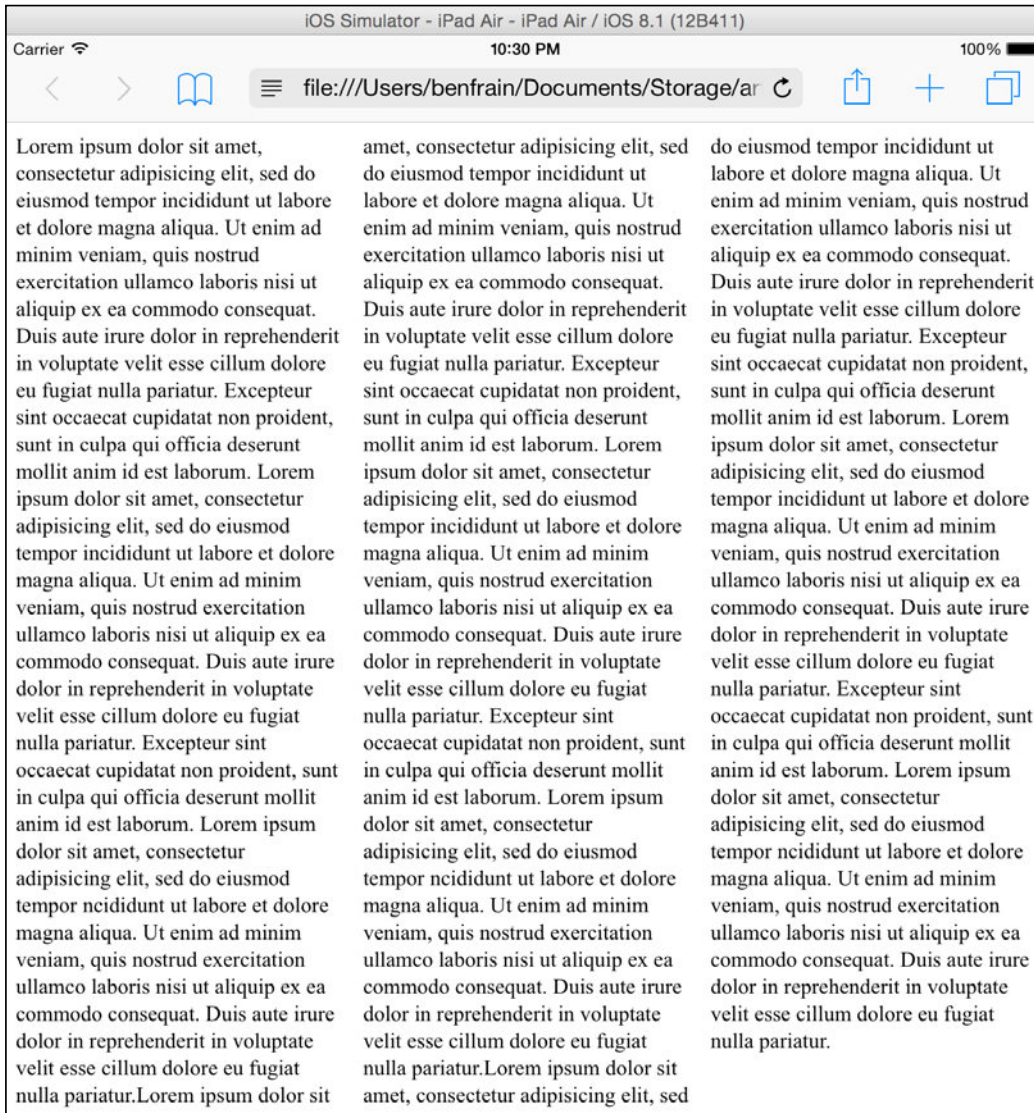 iOS Simulator - iPad Air - iPad Air / iOS 8.1 (12B411)
Carrier 10:30 PM 100%
file:///Users/benfrain/Documents/Storage/ar
Lorem ipsum dolor sit amet,
consectetur adipisicing elit, sed do
eiusmod tempor incididunt ut labore
et dolore magna aliqua. Ut enim ad
minim veniam, quis nostrud
exercitation ullamco laboris nisi ut
aliquip ex ea commodo consequat.
Duis aute irure dolor in reprehenderit
in voluptate velit esse cillum dolore
eu fugiat nulla pariatur. Excepteur
sint occaecat cupidatat non proident,
sunt in culpa qui officia deserunt
mollit anim id est laborum. Lorem
ipsum dolor sit amet, consectetur
adipisicing elit, sed do eiusmod
tempor incididunt ut labore et dolore
magna aliqua. Ut enim ad minim
veniam, quis nostrud exercitation
ullamco laboris nisi ut aliquip ex ea
commodo consequat. Duis aute irure
dolor in reprehenderit in voluptate
velit esse cillum dolore eu fugiat
nulla pariatur. Excepteur sint
occaecat cupidatat non proident, sunt
in culpa qui officia deserunt mollit
anim id est laborum. Lorem ipsum
dolor sit amet, consectetur
adipisicing elit, sed do eiusmod
tempor ncididunt ut labore et dolore
magna aliqua. Ut enim ad minim
veniam, quis nostrud exercitation
ullamco laboris nisi ut aliquip ex ea
commodo consequat. Duis aute irure
dolor in reprehenderit in voluptate
velit esse cillum dolore eu fugiat
nulla pariatur.Lorem ipsum dolor sit
amet, consectetur adipisicing elit, sed
do eiusmod tempor incididunt ut
labore et dolore magna aliqua. Ut
enim ad minim veniam, quis nostrud
exercitation ullamco laboris nisi ut
aliquip ex ea commodo consequat.
Duis aute irure dolor in reprehenderit
in voluptate velit esse cillum dolore
eu fugiat nulla pariatur. Excepteur
sint occaecat cupidatat non proident,
sunt in culpa qui officia deserunt
mollit anim id est laborum. Lorem
ipsum dolor sit amet, consectetur
adipisicing elit, sed do eiusmod
tempor incididunt ut labore et dolore
magna aliqua. Ut enim ad minim
veniam, quis nostrud exercitation
ullamco laboris nisi ut aliquip ex ea
commodo consequat. Duis aute irure
dolor in reprehenderit in voluptate
velit esse cillum dolore eu fugiat
nulla pariatur. Excepteur sint
occaecat cupidatat non proident, sunt
in culpa qui officia deserunt mollit
anim id est laborum. Lorem ipsum
dolor sit amet, consectetur
adipisicing elit, sed do eiusmod
tempor ncididunt ut labore et dolore
magna aliqua. Ut enim ad minim
veniam, quis nostrud exercitation
ullamco laboris nisi ut aliquip ex ea
commodo consequat. Duis aute irure
dolor in reprehenderit in voluptate
velit esse cillum dolore eu fugiat
nulla pariatur.Lorem ipsum dolor sit
amet, consectetur adipisicing elit, sed
do eiusmod tempor incididunt ut
labore et dolore magna aliqua. Ut
enim ad minim veniam, quis nostrud
exercitation ullamco laboris nisi ut
aliquip ex ea commodo consequat.
Duis aute irure dolor in reprehenderit
in voluptate velit esse cillum dolore
eu fugiat nulla pariatur. Excepteur
sint occaecat cupidatat non proident,
sunt in culpa qui officia deserunt
mollit anim id est laborum. Lorem
ipsum dolor sit amet, consectetur
adipisicing elit, sed do eiusmod
tempor incididunt ut labore et dolore
magna aliqua. Ut enim ad minim
veniam, quis nostrud exercitation
ullamco laboris nisi ut aliquip ex ea
commodo consequat. Duis aute irure
dolor in reprehenderit in voluptate
velit esse cillum dolore eu fugiat
nulla pariatur. Excepteur sint
occaecat cupidatat non proident, sunt
in culpa qui officia deserunt mollit
anim id est laborum. Lorem ipsum
dolor sit amet, consectetur
adipisicing elit, sed do eiusmod
tempor ncididunt ut labore et dolore
magna aliqua. Ut enim ad minim
veniam, quis nostrud exercitation
ullamco laboris nisi ut aliquip ex ea
commodo consequat. Duis aute irure
dolor in reprehenderit in voluptate
velit esse cillum dolore eu fugiat
nulla pariatur.